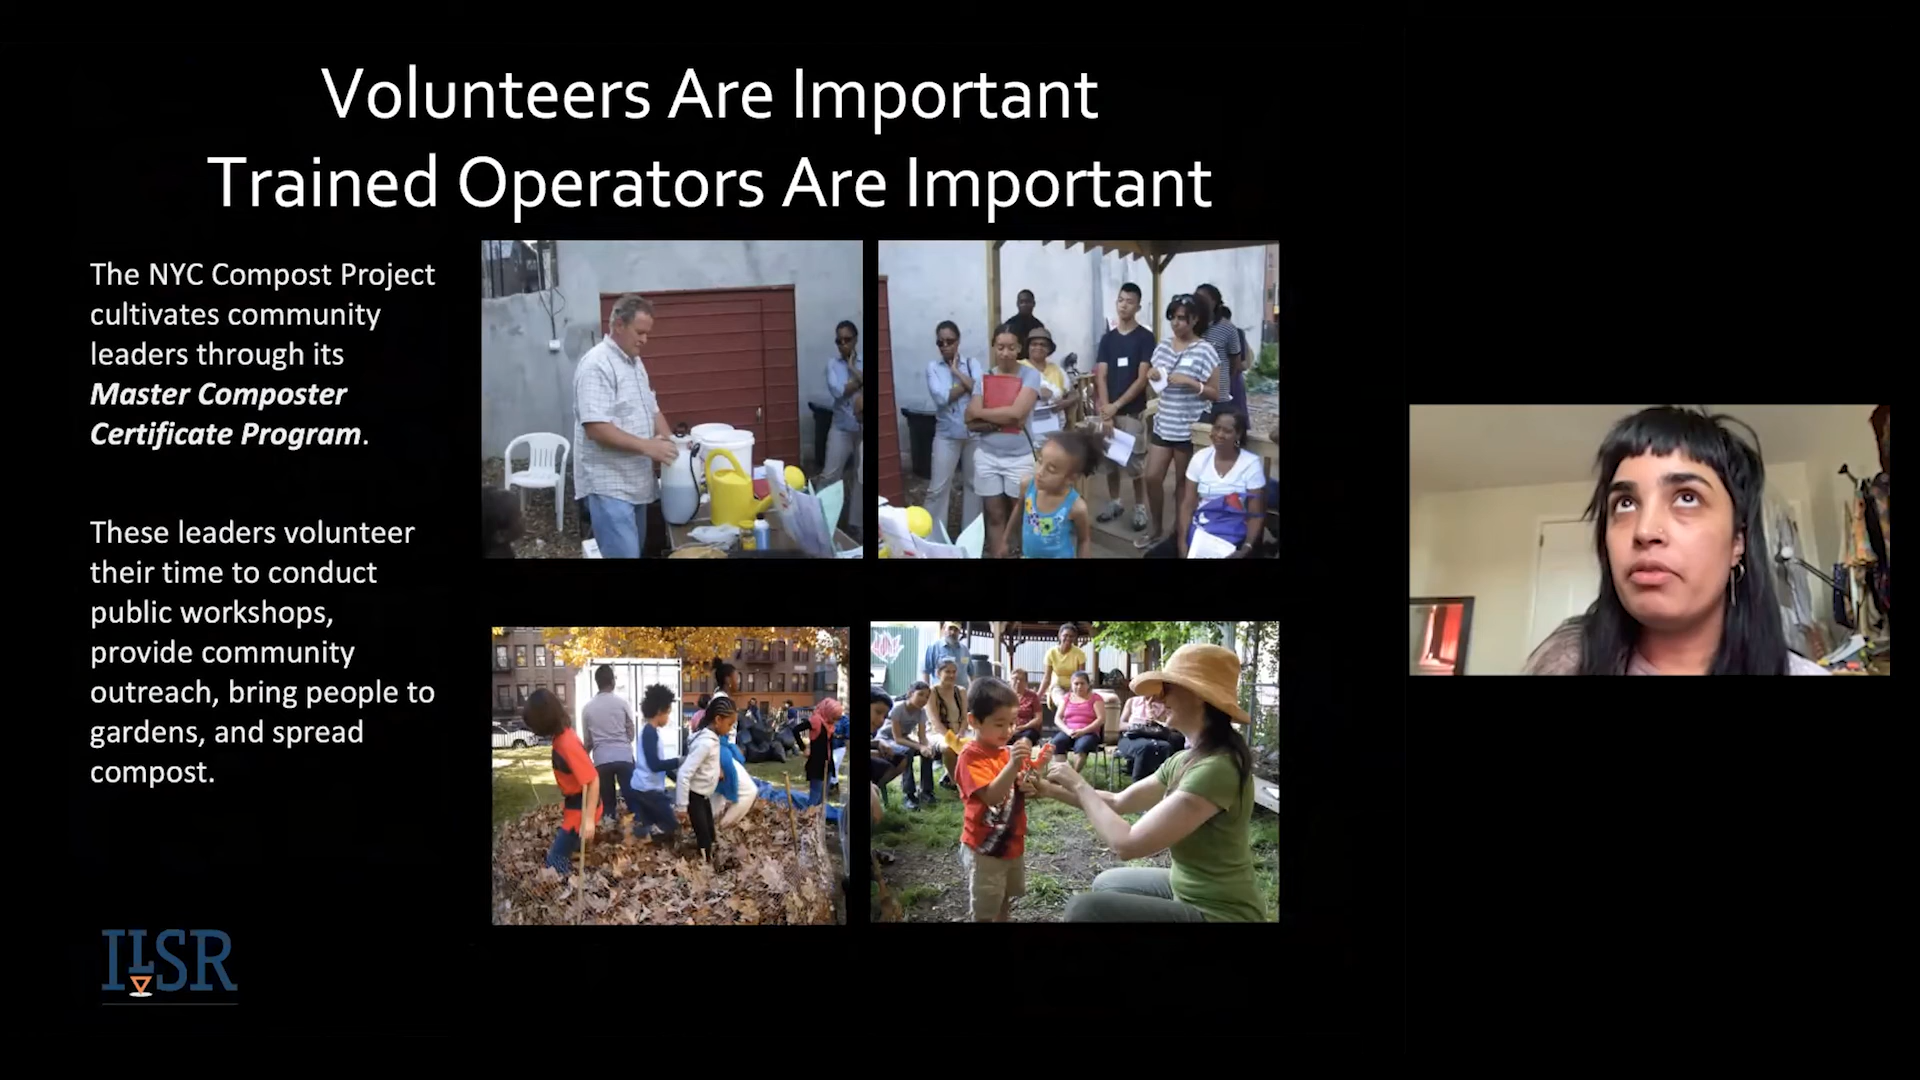 Volunteers Are Important
Trained Operators Are Important
The NYC Compost Project
cultivates community
leaders through its
Master Composter
Certificate Program.
These leaders volunteer
their time to conduct
public workshops,
provide community
outreach, bring people to
gardens, and spread
compost.
ILSR